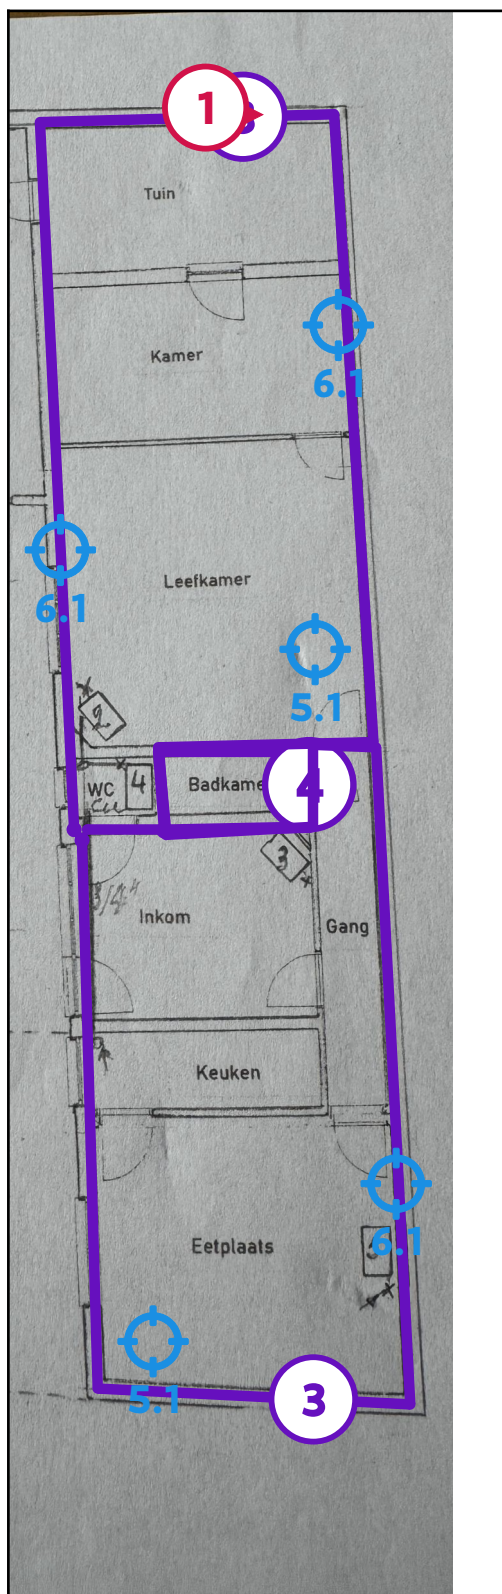 1
Tuin
6.1
Kamer
Leefkamer
6.1
5.1
2
WC
4
Badkame
4
3
Inkom
Gang
Keuken
Eetplaats
6.1
5.1
3